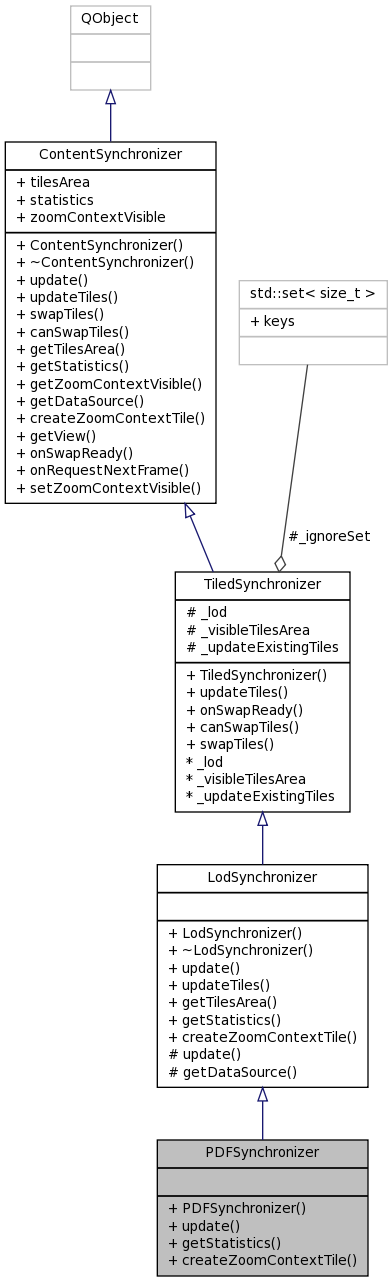 QObject
ContentSynchronizer
+ tilesArea
+ statistics
+ zoomContextVisible
+ ContentSynchronizer()
+ ~ContentSynchronizer()
+ update()
+ updateTiles()
+ swapTiles()
+ canSwapTiles()
+ getTilesArea()
+ getStatistics()
+ getZoomContextVisible()
+ getDataSource()
+ createZoomContextTile()
+ getView()
+ onSwapReady()
+ onRequestNextFrame()
+ setZoomContextVisible()
std::set< size_t >
+ keys
#_ignoreSet
TiledSynchronizer
# _lod
# _visibleTilesArea
# _updateExistingTiles
+ TiledSynchronizer()
+ updateTiles()
+ onSwapReady()
+ canSwapTiles()
+ swapTiles()
* _lod
* _visibleTilesArea
* _updateExistingTiles
LodSynchronizer
+ LodSynchronizer()
+ ~LodSynchronizer()
+ update()
+ updateTiles()
+ getTilesArea()
+ getStatistics()
+ createZoomContextTile()
# update()
# getDataSource()
PDFSynchronizer
+ PDFSynchronizer()
+ update()
+ getStatistics()
+ createZoomContextTile()